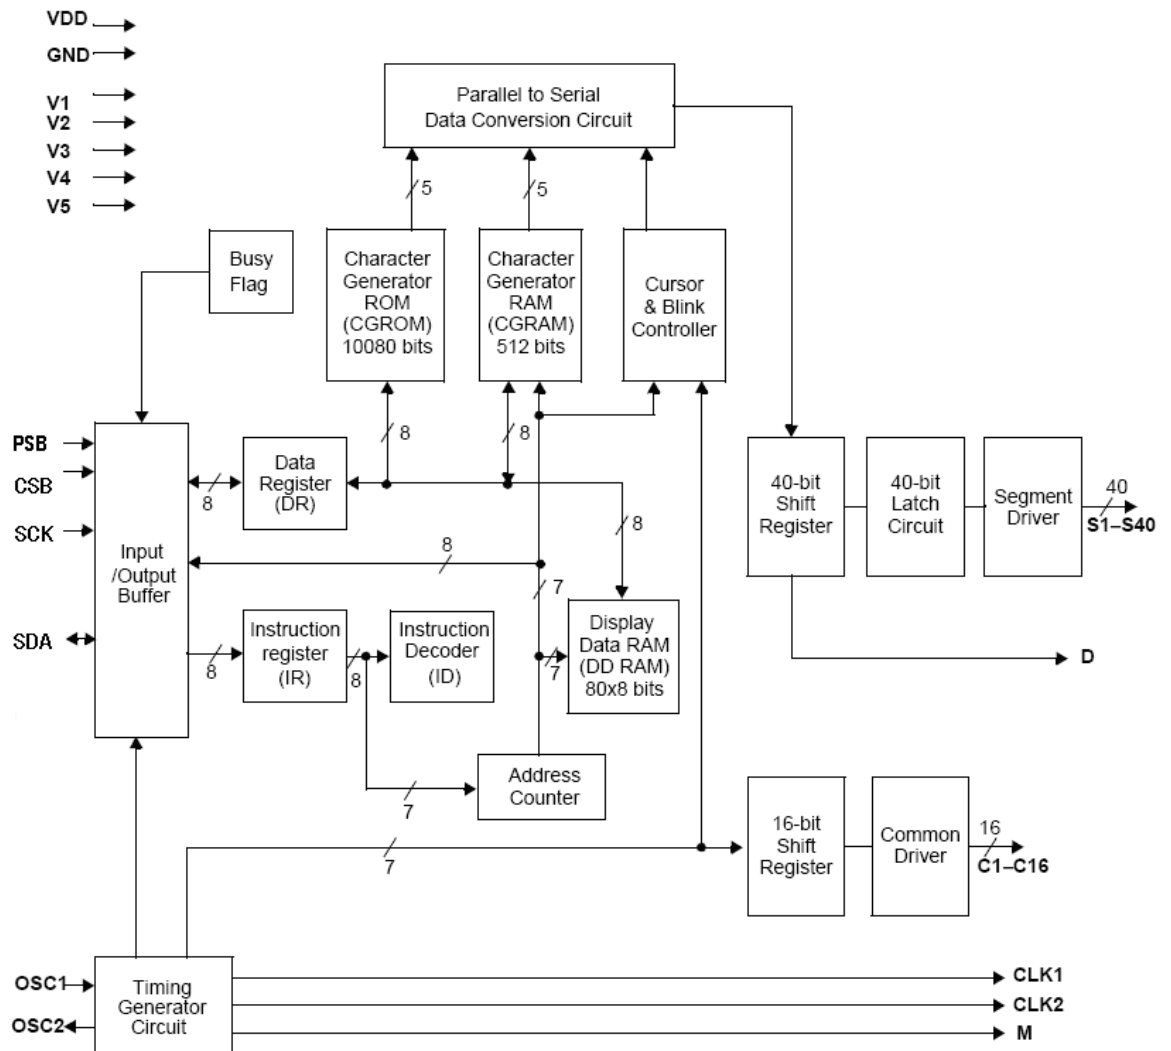 VDD
GND
V1
V2
V3
V4
V5
Parallel to Serial
Data Conversion Circuit
5
5
Busy
Flag
Character
Generator
ROM
(CGROM)
10080 bits
Character
Generator
RAM
(CGRAM)
512 bits
Cursor
& Blink
Controller
8
8
PSB
CSB
SCK
SDA
Input
/Output
Buffer
8
Data
Register
(DR)
8
8
7
40-bit
Shift
Register
40-bit
Latch
Circuit
Segment
Driver
40
S1–S40
8
Instruction
register
(IR)
8
Instruction
Decoder
(ID)
7
Display
Data RAM
(DD RAM)
80x8 bits
D
7
Address
Counter
7
16-bit
Shift
Register
Common
Driver
16
C1–C16
OSC1
OSC2
Timing
Generator
Circuit
CLK1
CLK2
M